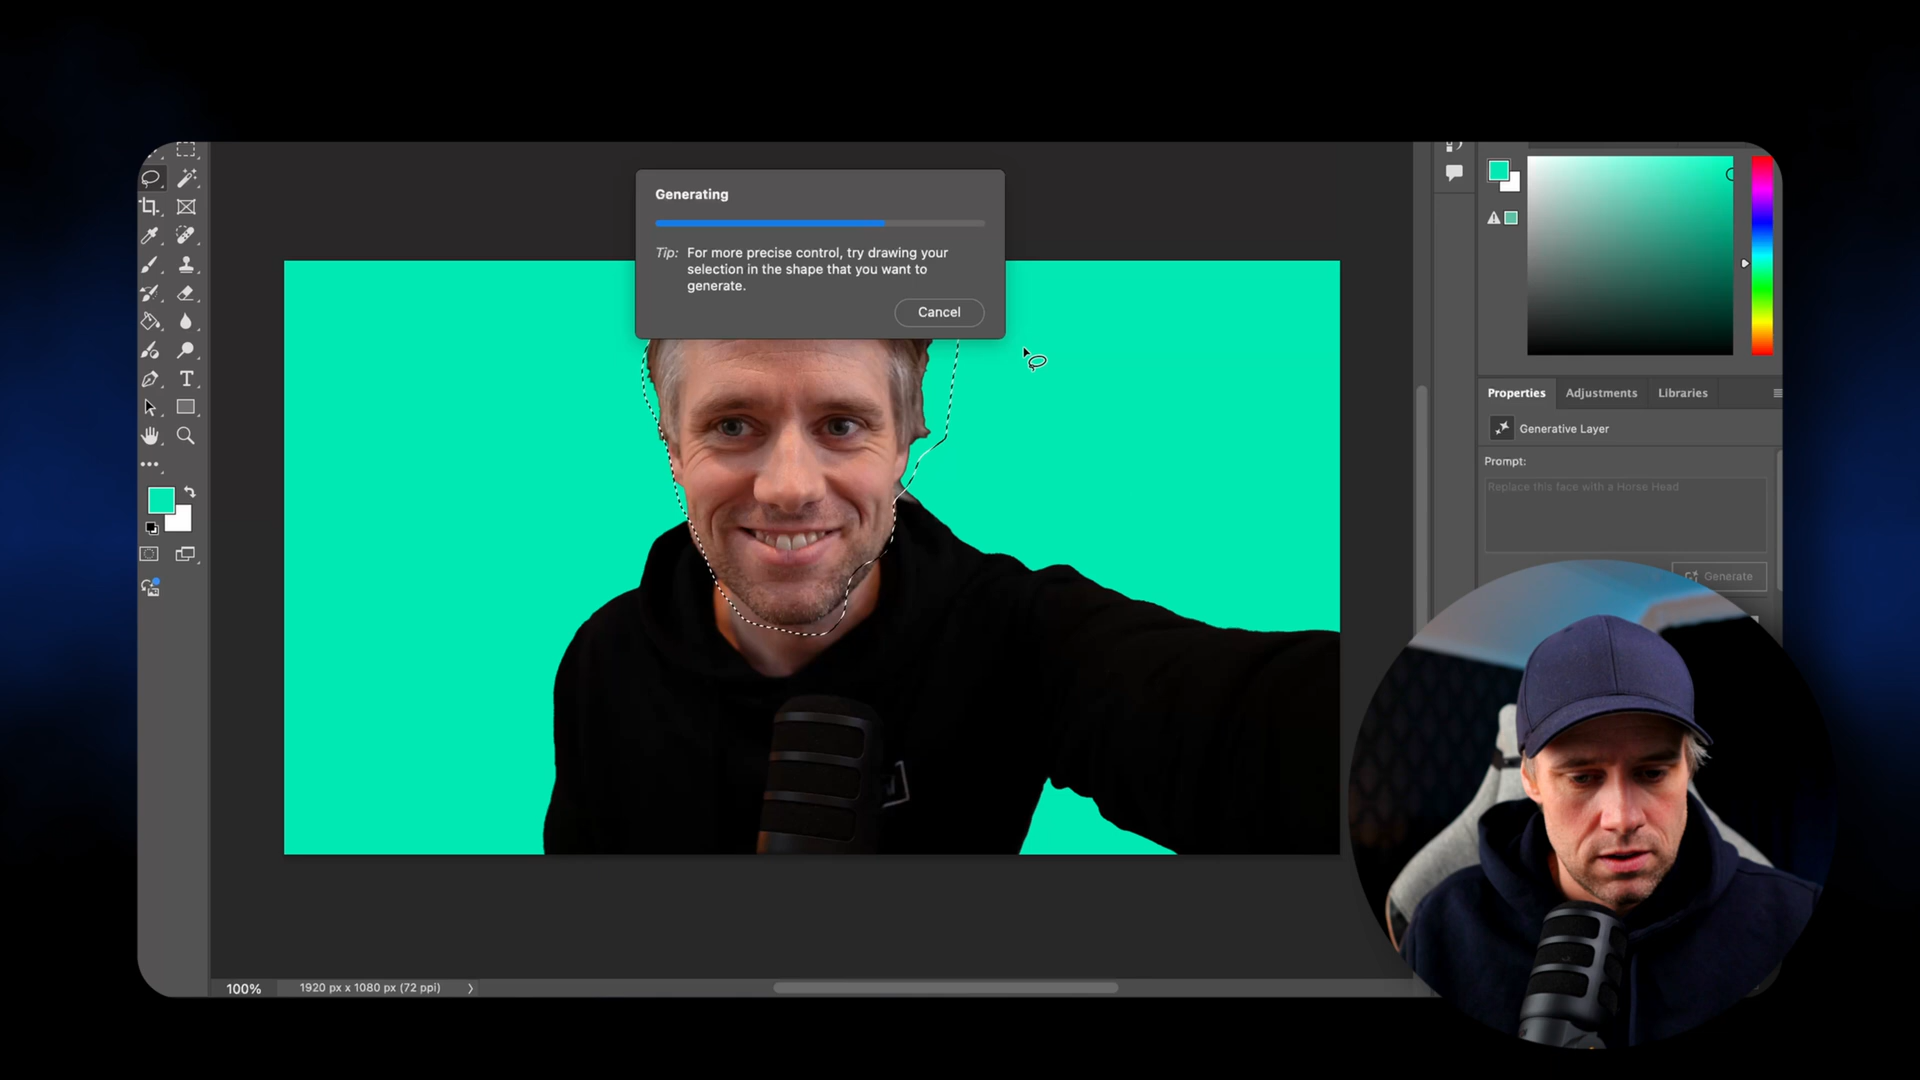 Generating
Tip: For more precise control, try drawing your
selection in the shape that you want to
generate.
Cancel
Properties
Adjustments
Libraries
Generative Layer
Prompt:
Replace this face with a Horse Head
Generate
T
100%
1920 px x 1080 px (72 ppi)